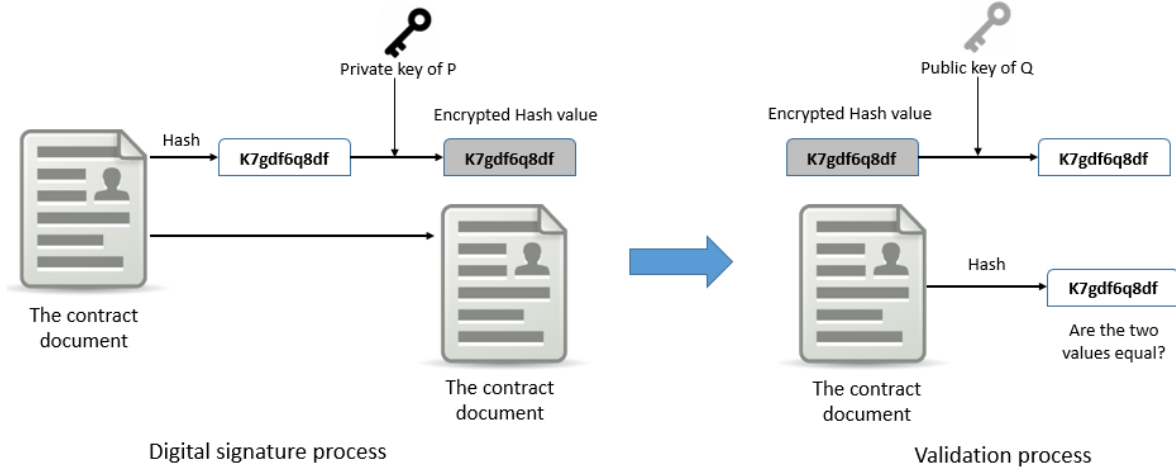 Private key of P
Hash
K7gdf6q8df
Encrypted Hash value
K7gdf6q8df
The contract
document
The contract
document
Digital signature process
Public key of Q
Encrypted Hash value
K7gdf6q8df
K7gdf6q8df
Hash
K7gdf6q8df
Are the two
values equal?
The contract
document
Validation process